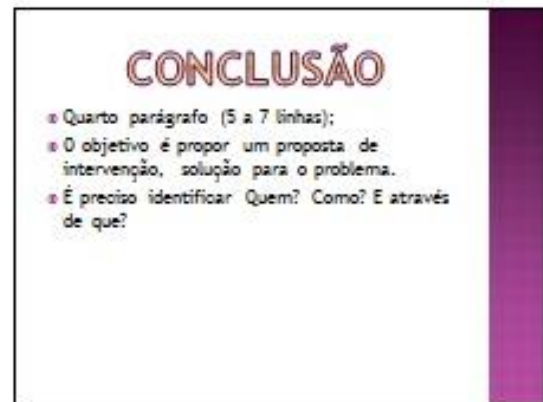 CONCLUSÃO
Quarto parágrafo (5 a 7 linhas);
O objetivo é propor um proposta de
intervenção, solução para o problema.
É preciso identificar Quem? Como? E através
de que?